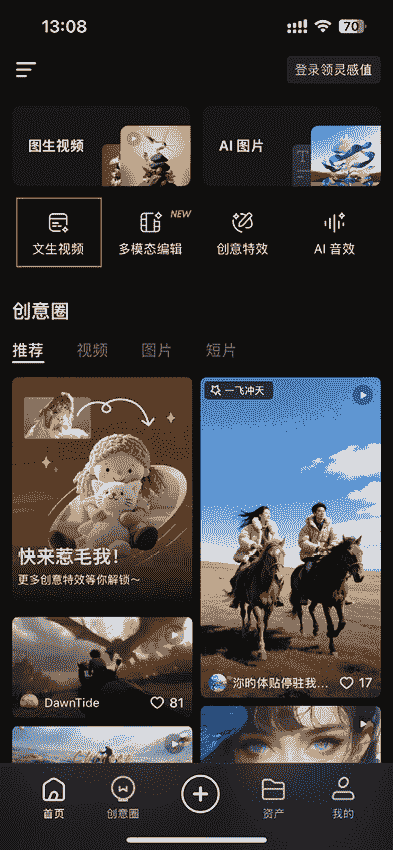 13:08
70
登录领灵感值
图生视频
AI 图片
T
文生视频
多模态编辑
NEW
创意特效
AI 音效
创意圈
推荐
视频
图片
短片
快来惹毛我！
更多创意特效等你解锁～
一飞冲天
DawnTide
81
沵的体贴停驻我...
17
首页
创意圈
资产
我的